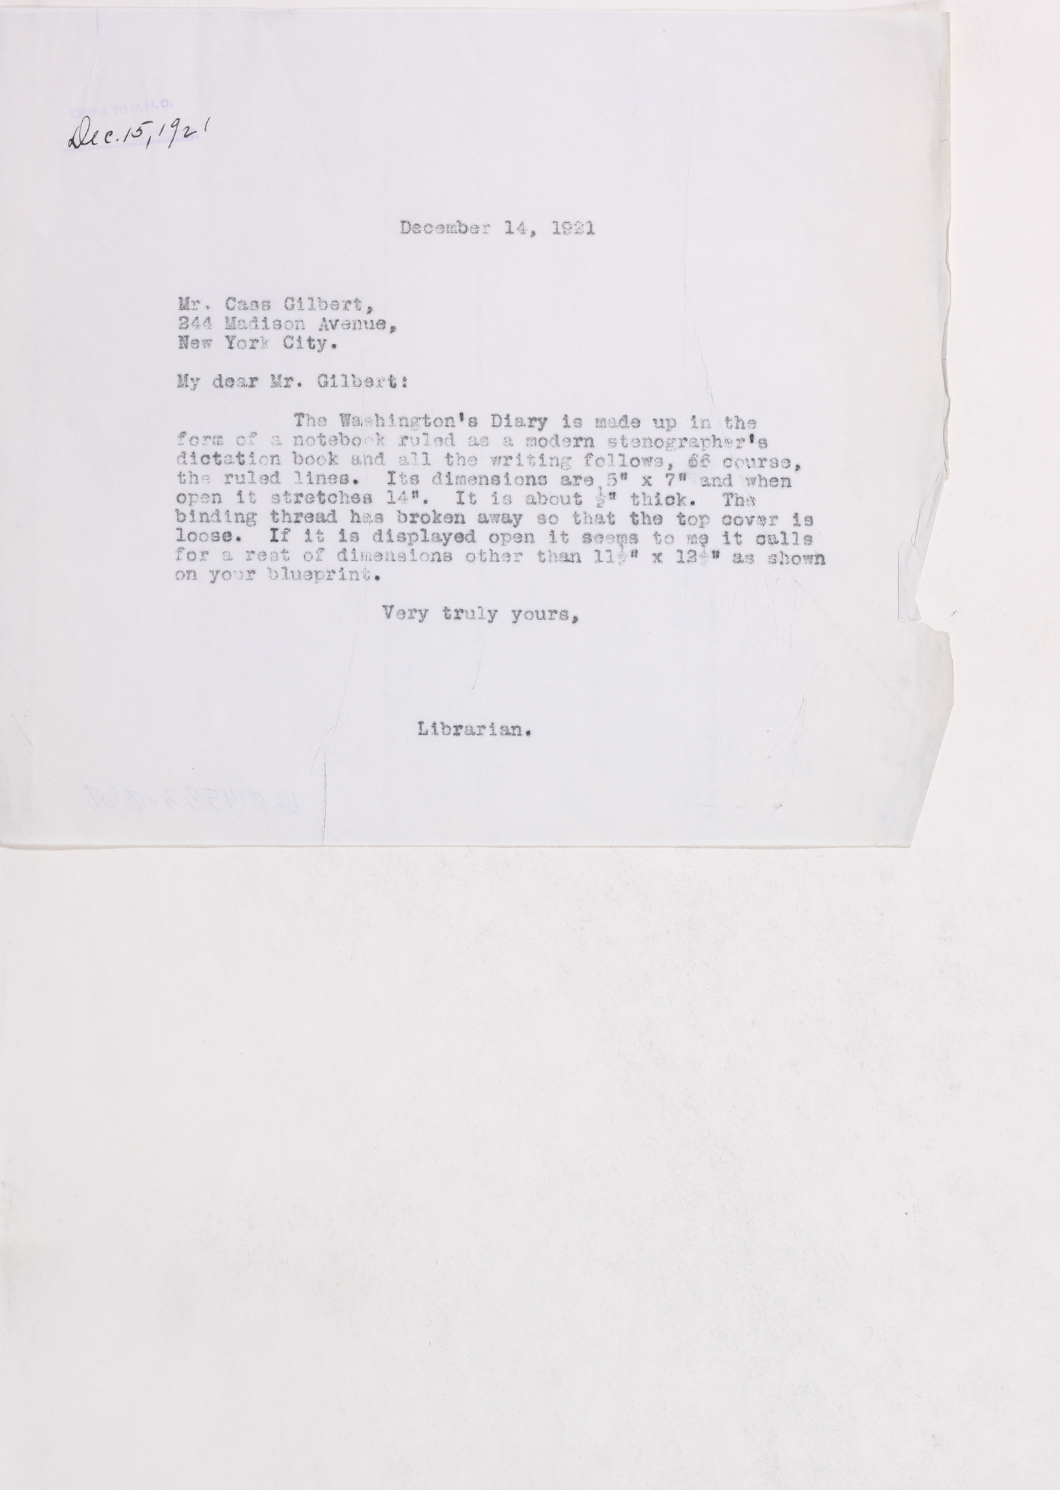 Dec. 15, 1921
December 14, 1921
Mr. Cass Gilbert,
244 Madison Avenue,
New York City.
My dear Mr. Gilbert:
The Washington's Diary is made up in the
form of a notebook ruled as a modern stenographer's
dictation book and all the writing follows, of course,
the ruled lines. Its dimensions are 5" x 7" and when
open it stretches 14". It is about ½" thick. The
binding thread has broken away so that the top cover is
loose. If it is displayed open it seems to me it calls
for a rest of dimensions other than 11½" x 12½" as shown
on your blueprint.
Very truly yours,
Librarian.